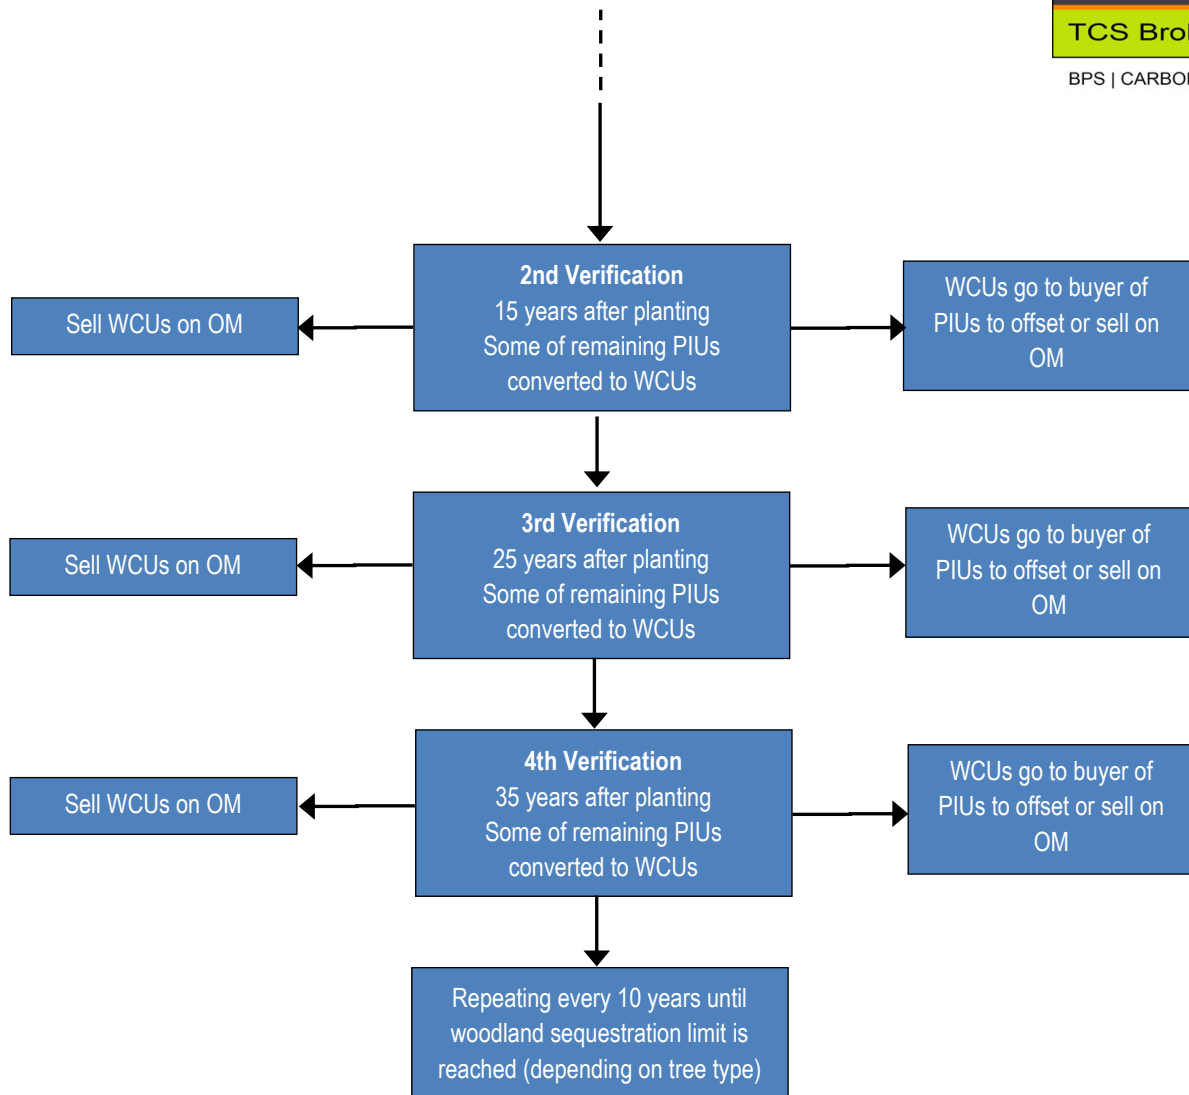 TCS
BPS |
2nd Verification
15 years after planting
Some of remaining PIUs
converted to WCUs
Sell WCUs on OM
WCUs go to buyer of
PIUs to offset or sell on
OM
3rd Verification
25 years after planting
Some of remaining PIUs
converted to WCUs
Sell WCUs on OM
WCUs go to buyer of
PIUs to offset or sell on
OM
4th Verification
35 years after planting
Some of remaining PIUs
converted to WCUs
Sell WCUs on OM
WCUs go to buyer of
PIUs to offset or sell on
OM
Repeating every 10 years until
woodland sequestration limit is
reached (depending on tree type)